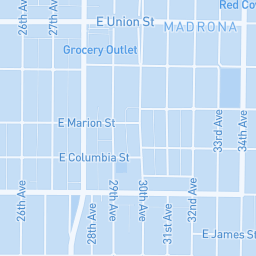 26th Ave
27th Ave
E Union St
Red Cov
MADRONA
Grocery Outlet
E Marion St
33rd Ave
34th Ave
E Columbia St
26th Ave
28th Ave
29th Ave
30th Ave
31st Ave
32nd Ave
E James St